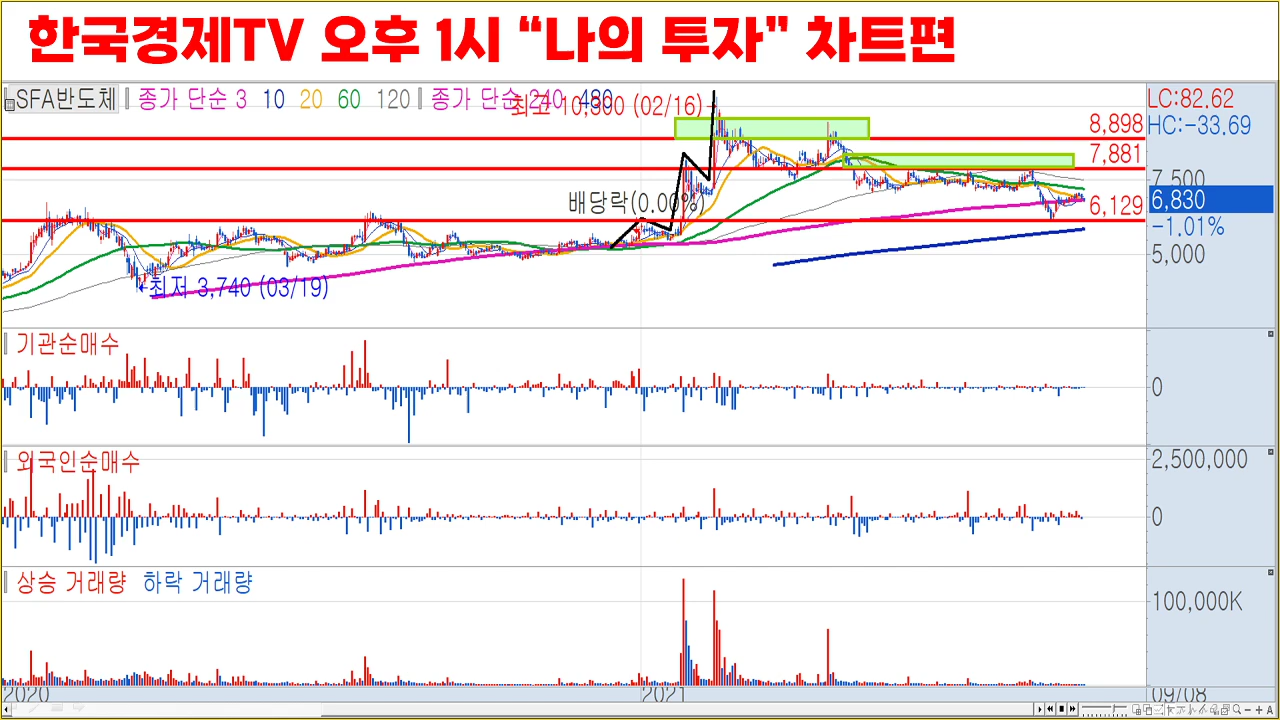 한국경제TV 오후 1시 “나의 투자” 차트편
SFA반도체 종가 단순 3 10 20 60 120 종가 단순 240 480
최고 10,300 (02/16)
LC:82.62
HC:-33.69
8,898
7,881
7,500
배당락(0.00%)
6,830
6,129
-1.01%
5,000
최저 3,740 (03/19)
기관순매수
0
외국인순매수
2,500,000
0
상승 거래량 하락 거래량
100,000K
2020 2021 09/08